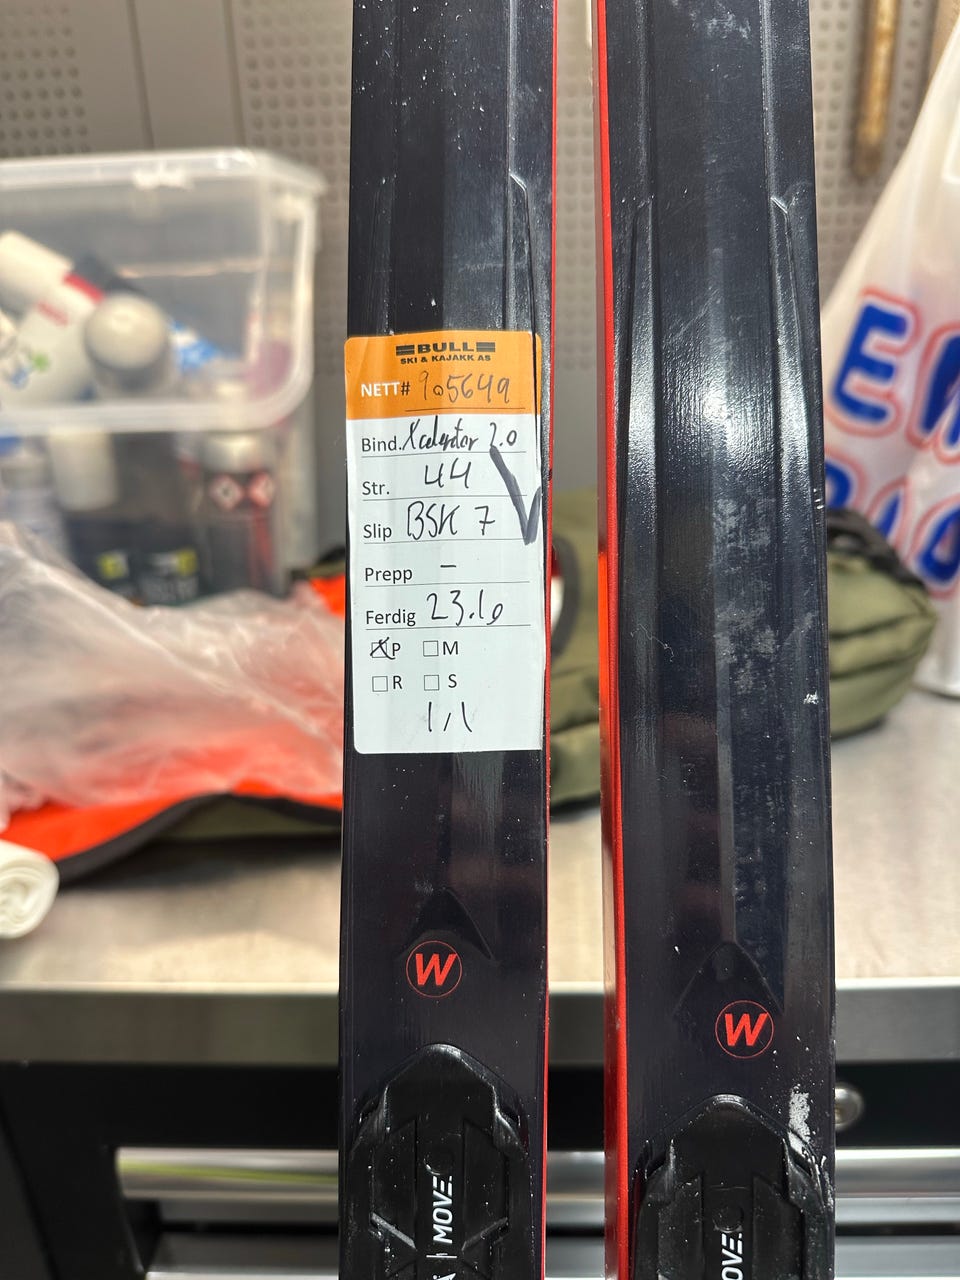 BULL
SKI & KAJAKK AS
NETT# 905649
Bind. Xcelerator 2.0
Str. 44
Slip BSK 7
Prepp –
Ferdig 23.10
P M
R S
1/1
W
W
MOVE
MOVE